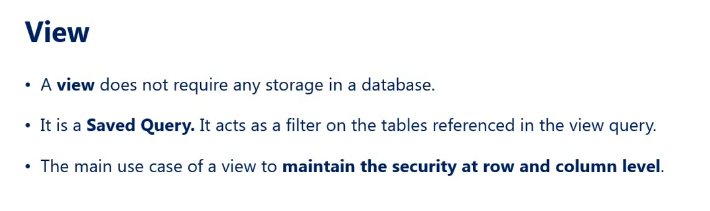 View
• A view does not require any storage in a database.
• It is a Saved Query. It acts as a filter on the tables referenced in the view query.
• The main use case of a view to maintain the security at row and column level.